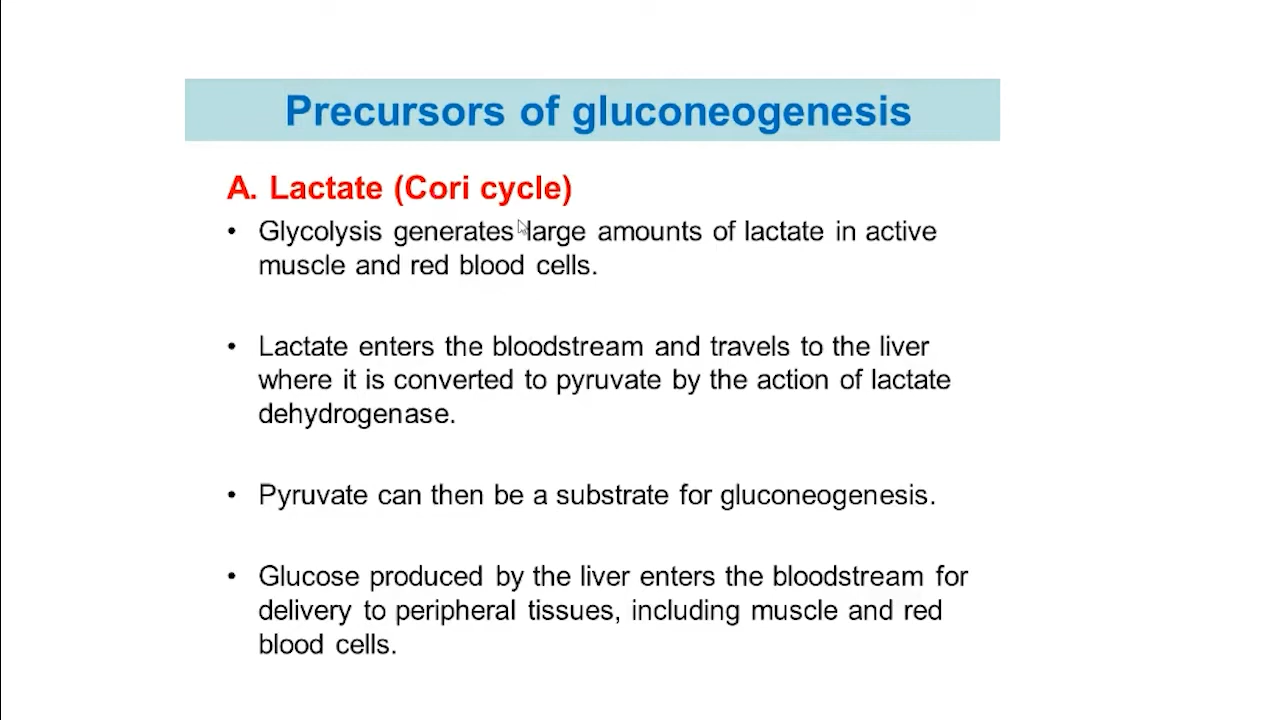 Precursors of gluconeogenesis
A. Lactate (Cori cycle)
• Glycolysis generates large amounts of lactate in active
muscle and red blood cells.
• Lactate enters the bloodstream and travels to the liver
where it is converted to pyruvate by the action of lactate
dehydrogenase.
• Pyruvate can then be a substrate for gluconeogenesis.
• Glucose produced by the liver enters the bloodstream for
delivery to peripheral tissues, including muscle and red
blood cells.